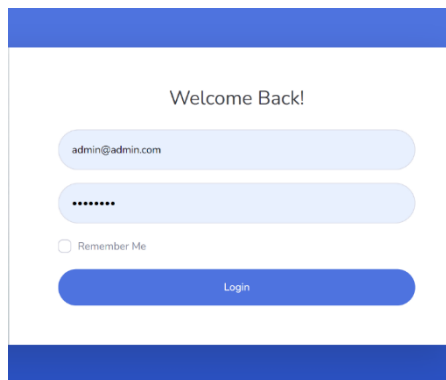 Welcome Back!
admin@admin.com
••••••••
Remember Me
Login